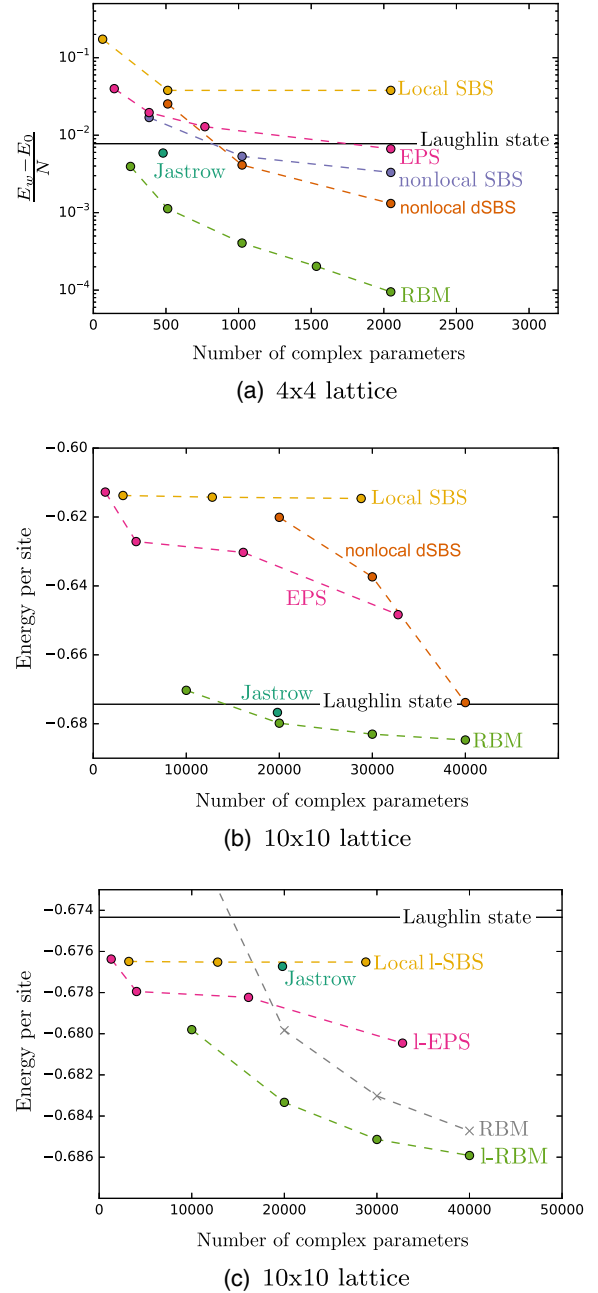 10⁻¹
Local SBS
10⁻²
Laughlin state
EPS
Jastrow
nonlocal SBS
nonlocal dSBS
10⁻³
10⁻⁴
RBM
E_w − E_0
N
0 500 1000 1500 2000 2500 3000
Number of complex parameters
(a) 4x4 lattice
−0.60
Local SBS
−0.62
nonlocal dSBS
−0.64
EPS
−0.66
Jastrow
Laughlin state
−0.68
RBM
Energy per site
0 10000 20000 30000 40000
Number of complex parameters
(b) 10x10 lattice
−0.674
Laughlin state
−0.676
Local l-SBS
Jastrow
−0.678
−0.680
l-EPS
−0.682
−0.684
RBM
−0.686
l-RBM
Energy per site
0 10000 20000 30000 40000 50000
Number of complex parameters
(c) 10x10 lattice